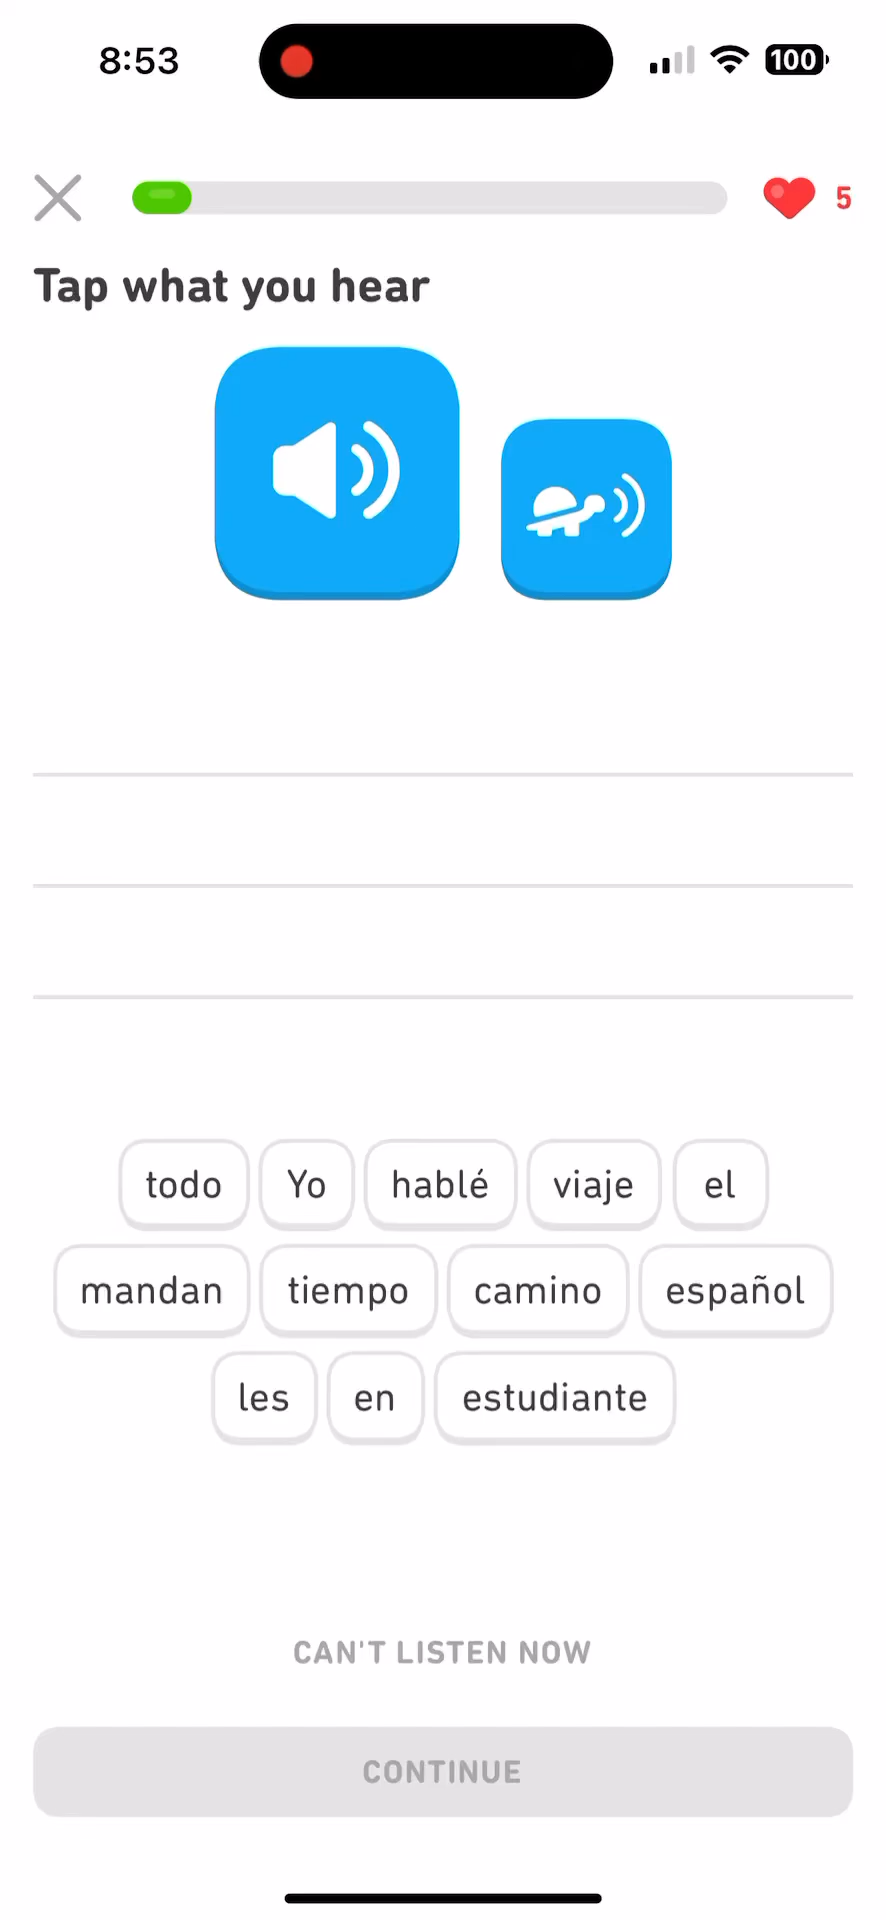 8:53
100
5
Tap what you hear
todo Yo hablé viaje el
mandan tiempo camino español
les en estudiante
CAN'T LISTEN NOW
CONTINUE